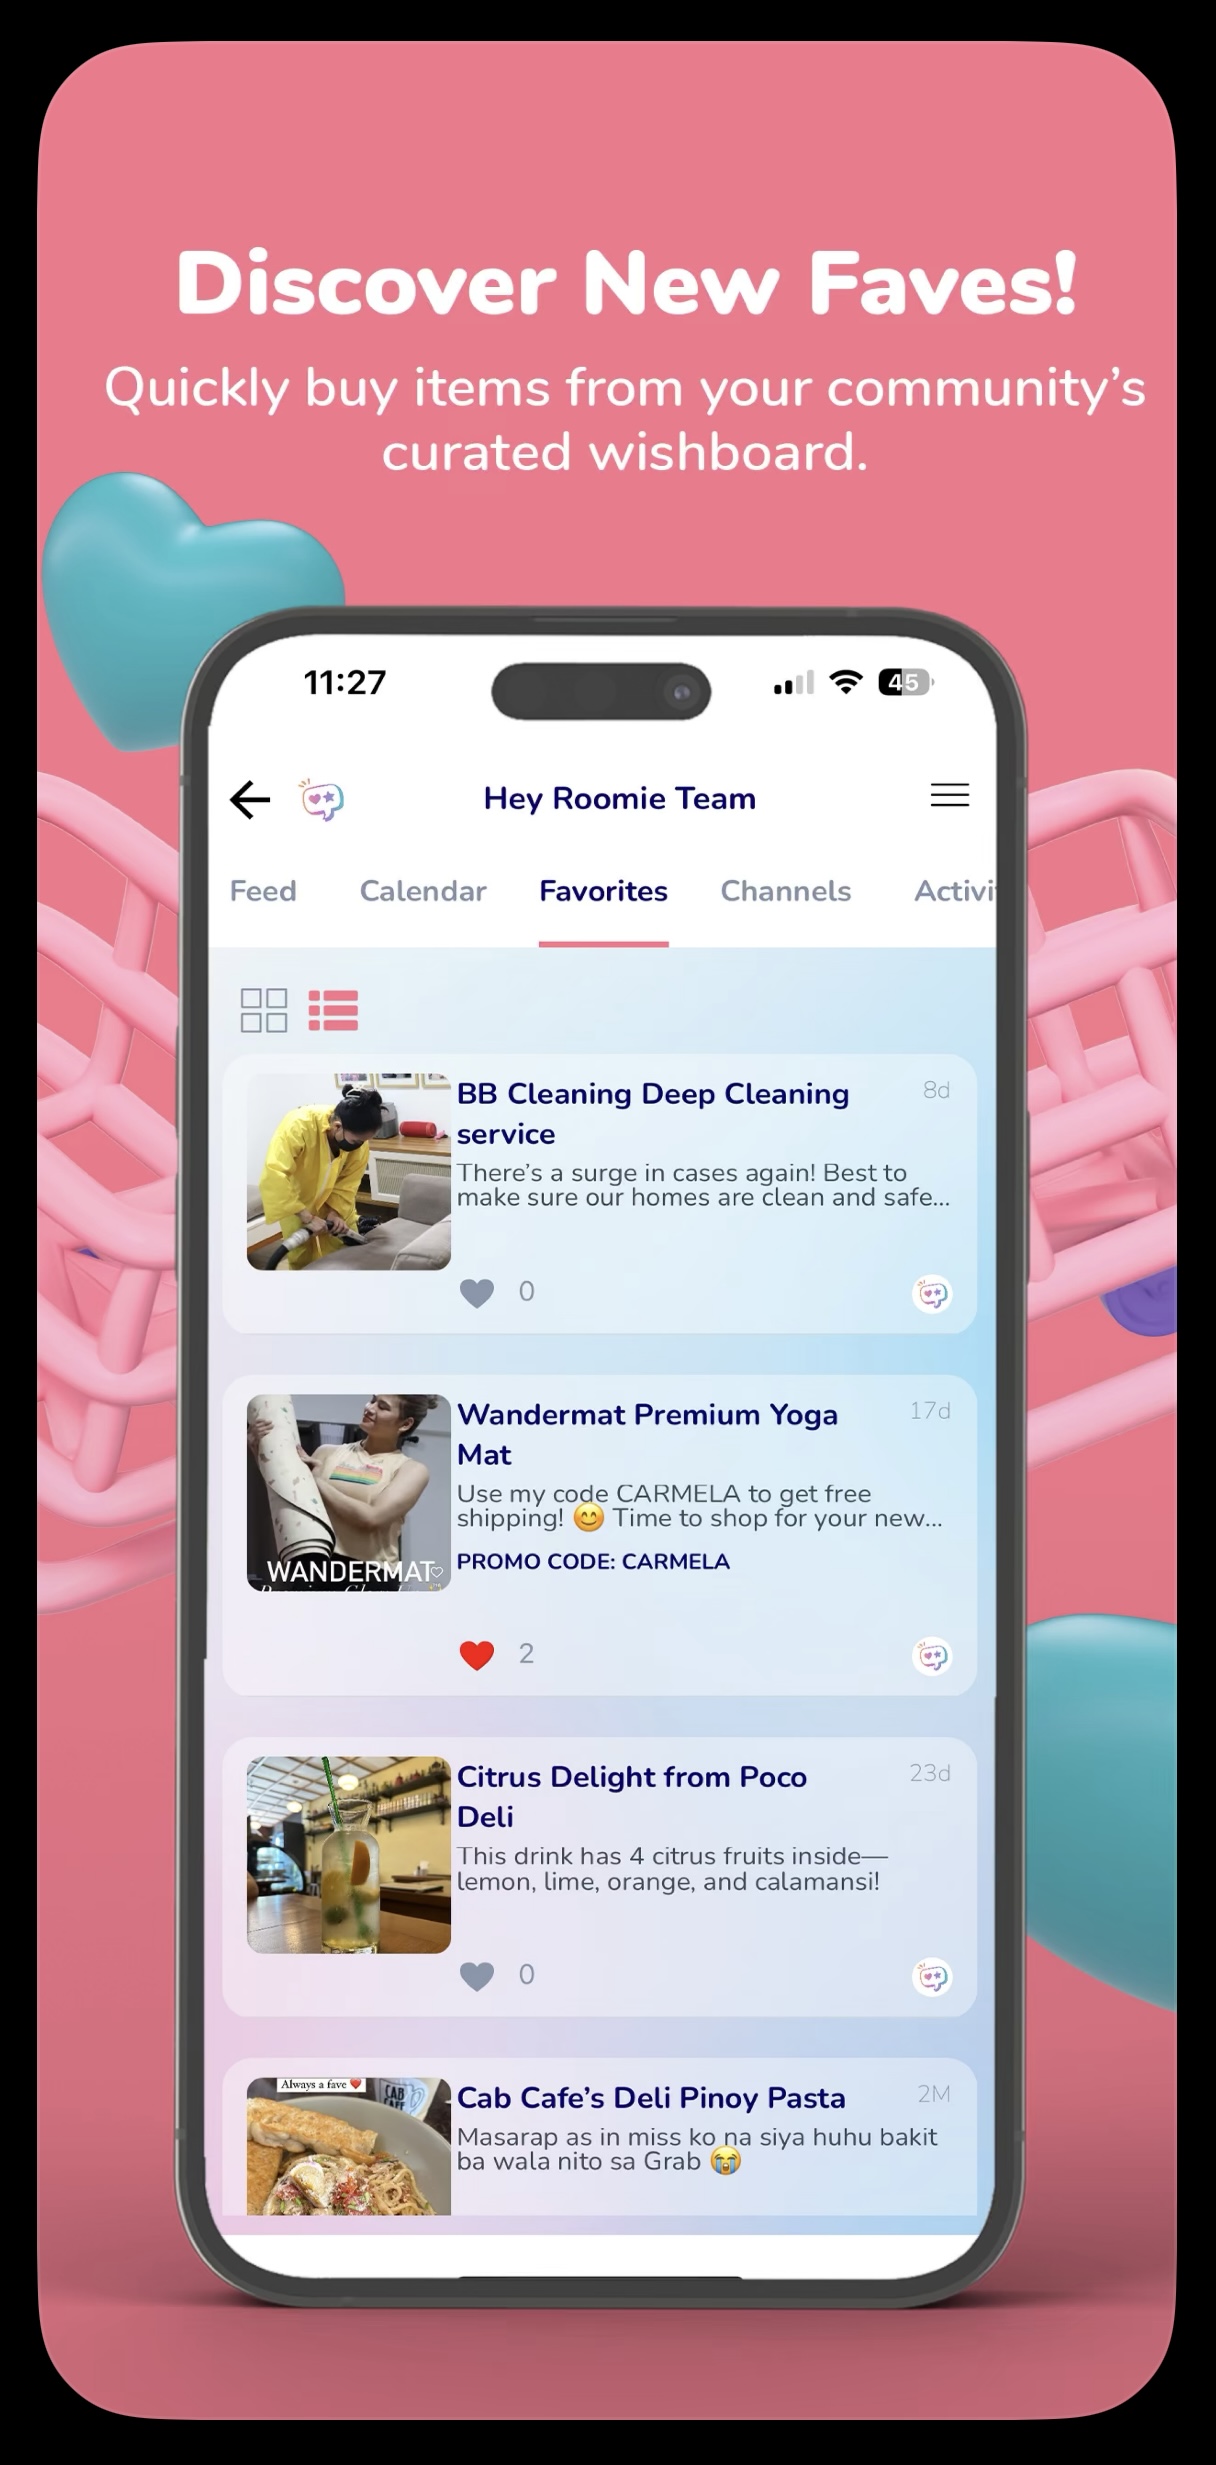 Discover New Faves!
Quickly buy items from your community’s
curated wishboard.
11:27
45
Hey Roomie Team
Feed Calendar Favorites Channels Activi
BB Cleaning Deep Cleaning 8d
service
There’s a surge in cases again! Best to
make sure our homes are clean and safe...
0
Wandermat Premium Yoga 17d
Mat
Use my code CARMELA to get free
shipping! 😊 Time to shop for your new...
PROMO CODE: CARMELA
WANDERMAT
2
Citrus Delight from Poco 23d
Deli
This drink has 4 citrus fruits inside—
lemon, lime, orange, and calamansi!
0
Always a fave ❤️
CAB
Cab Cafe’s Deli Pinoy Pasta 2M
Masarap as in miss ko na siya huhu bakit
ba wala nito sa Grab 😭